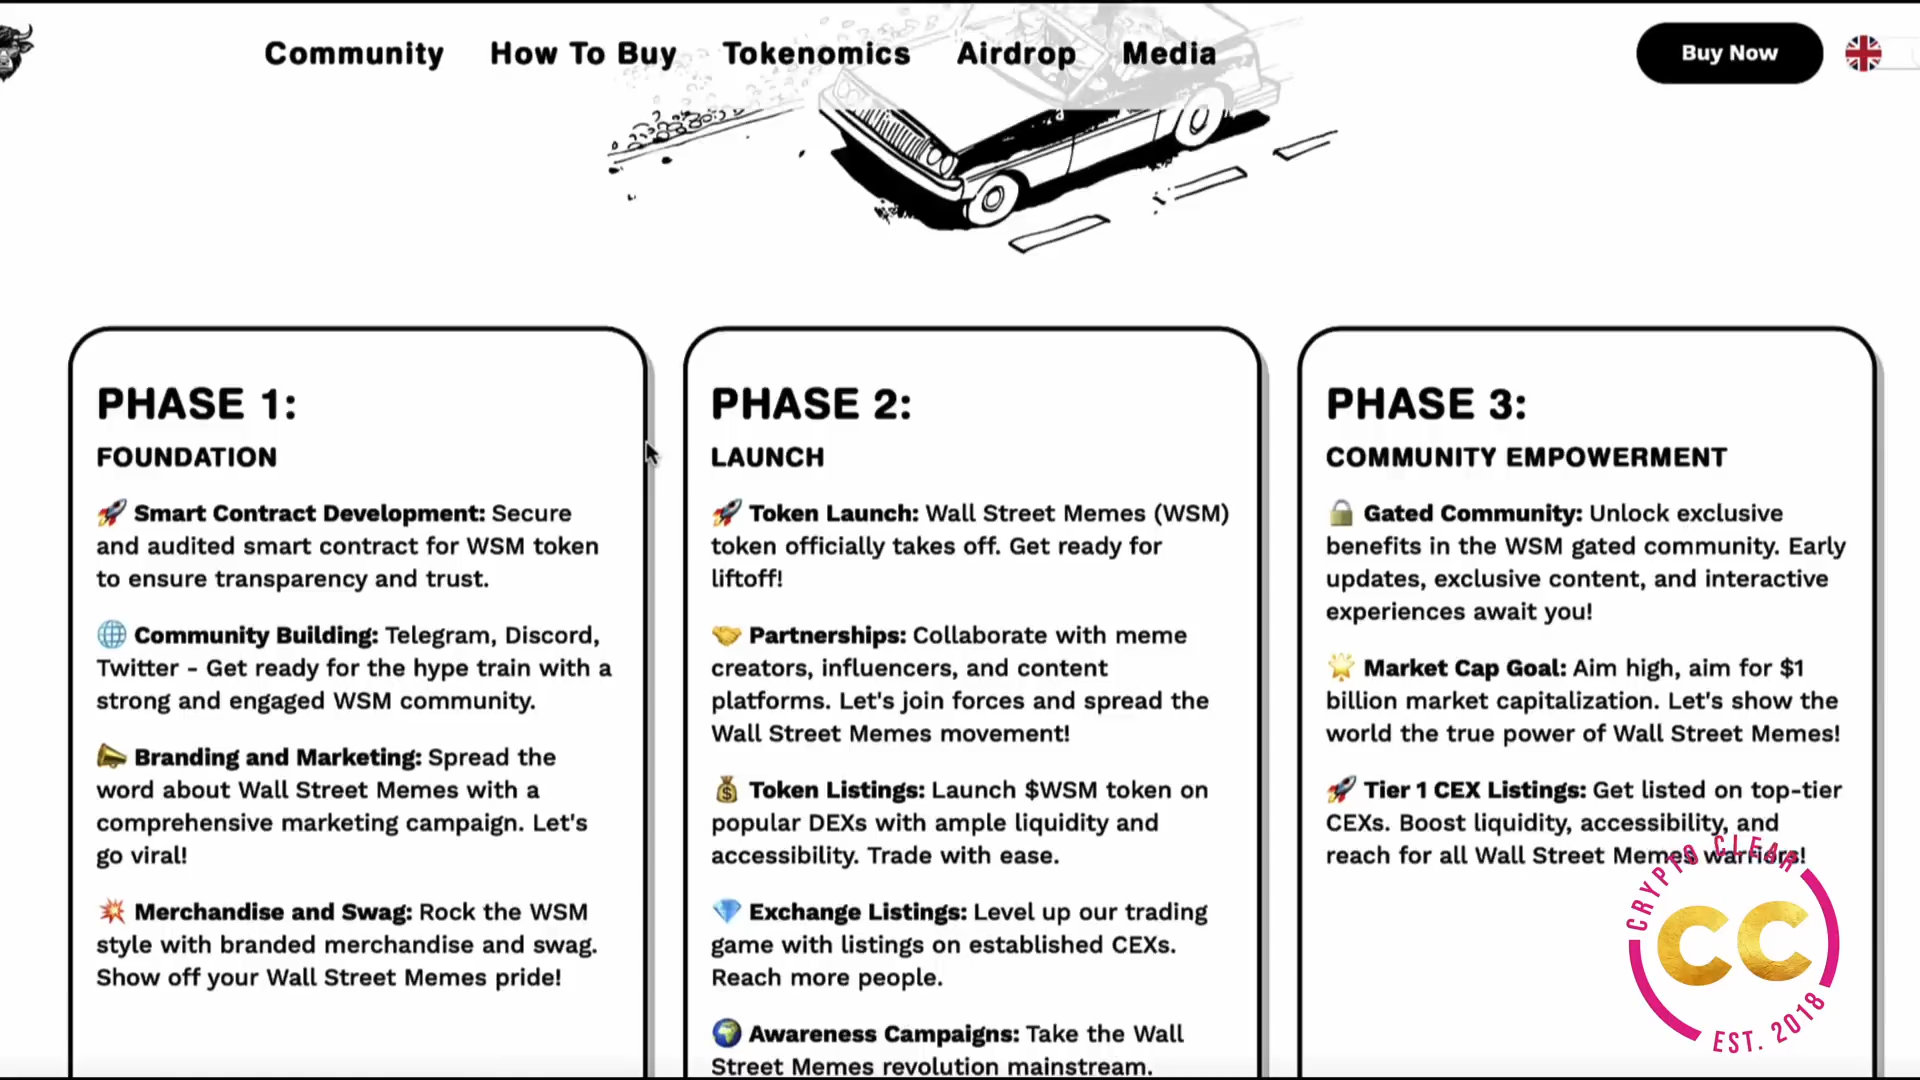 Community How To Buy Tokenomics Airdrop Media Buy Now
PHASE 1:
FOUNDATION
🚀 Smart Contract Development: Secure
and audited smart contract for WSM token
to ensure transparency and trust.
🌐 Community Building: Telegram, Discord,
Twitter - Get ready for the hype train with a
strong and engaged WSM community.
📣 Branding and Marketing: Spread the
word about Wall Street Memes with a
comprehensive marketing campaign. Let's
go viral!
💥 Merchandise and Swag: Rock the WSM
style with branded merchandise and swag.
Show off your Wall Street Memes pride!
PHASE 2:
LAUNCH
🚀 Token Launch: Wall Street Memes (WSM)
token officially takes off. Get ready for
liftoff!
🤝 Partnerships: Collaborate with meme
creators, influencers, and content
platforms. Let's join forces and spread the
Wall Street Memes movement!
💰 Token Listings: Launch $WSM token on
popular DEXs with ample liquidity and
accessibility. Trade with ease.
💎 Exchange Listings: Level up our trading
game with listings on established CEXs.
Reach more people.
🌍 Awareness Campaigns: Take the Wall
Street Memes revolution mainstream.
PHASE 3:
COMMUNITY EMPOWERMENT
🔒 Gated Community: Unlock exclusive
benefits in the WSM gated community. Early
updates, exclusive content, and interactive
experiences await you!
🌟 Market Cap Goal: Aim high, aim for $1
billion market capitalization. Let's show the
world the true power of Wall Street Memes!
🚀 Tier 1 CEX Listings: Get listed on top-tier
CEXs. Boost liquidity, accessibility, and
reach for all Wall Street Memes warriors!
CRYPTO CLEAR
CC
EST. 2018